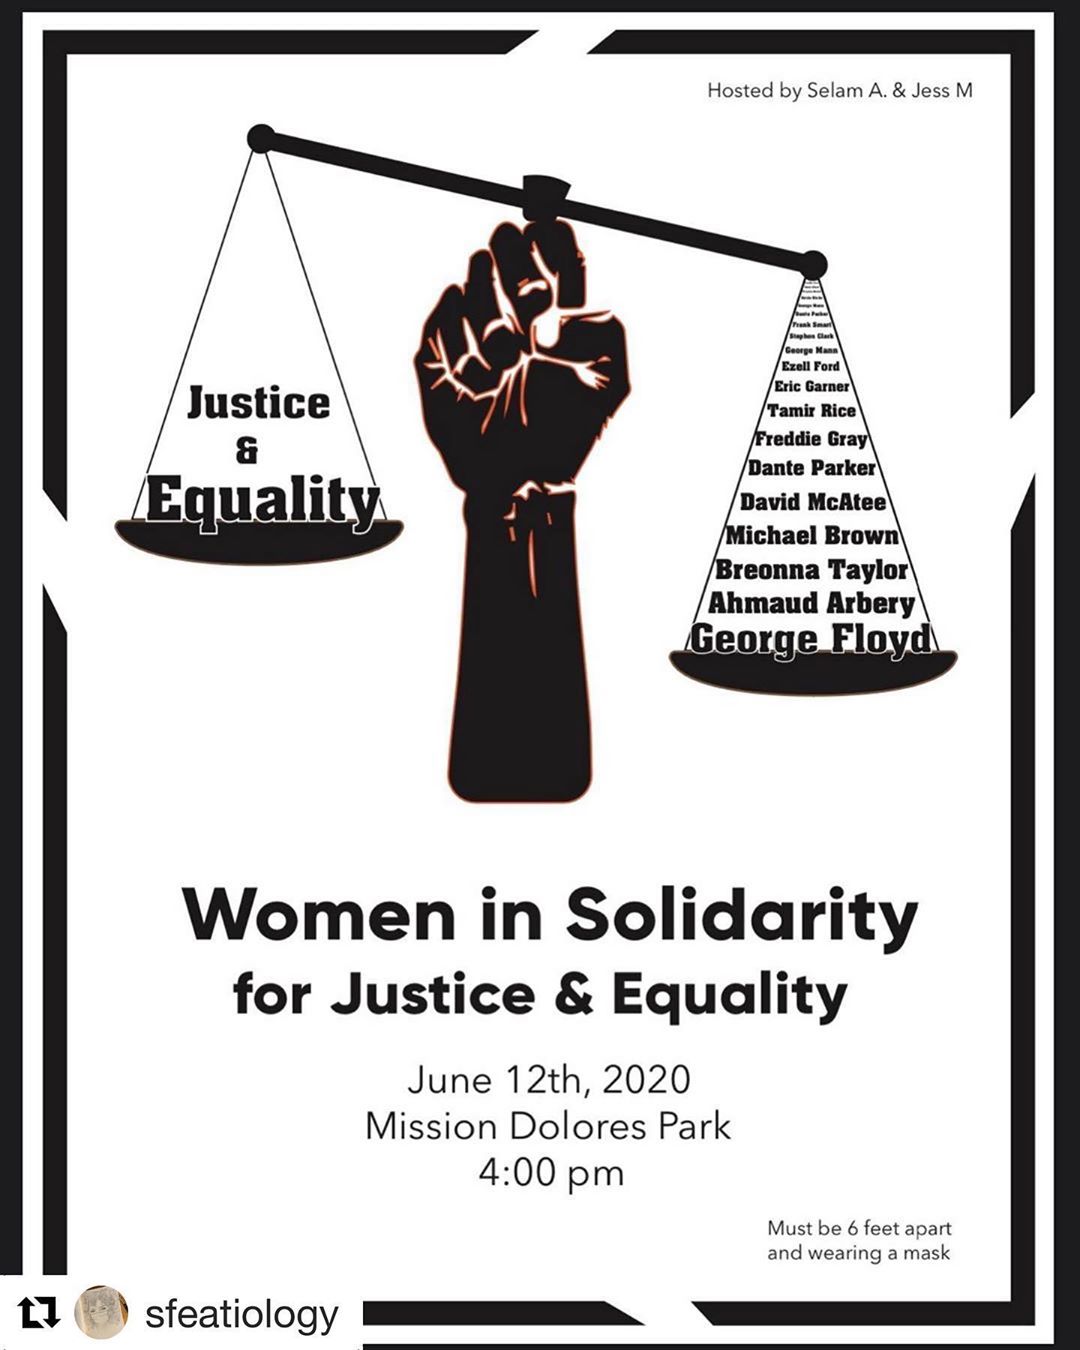 Hosted by Selam A. & Jess M
Justice
&
Equality
Dante Parker
Frank Smart
Stephon Clark
George Mann
Ezell Ford
Eric Garner
Tamir Rice
Freddie Gray
Dante Parker
David McAtee
Michael Brown
Breonna Taylor
Ahmaud Arbery
George Floyd
Women in Solidarity
for Justice & Equality
June 12th, 2020
Mission Dolores Park
4:00 pm
Must be 6 feet apart
and wearing a mask
sfeatiology